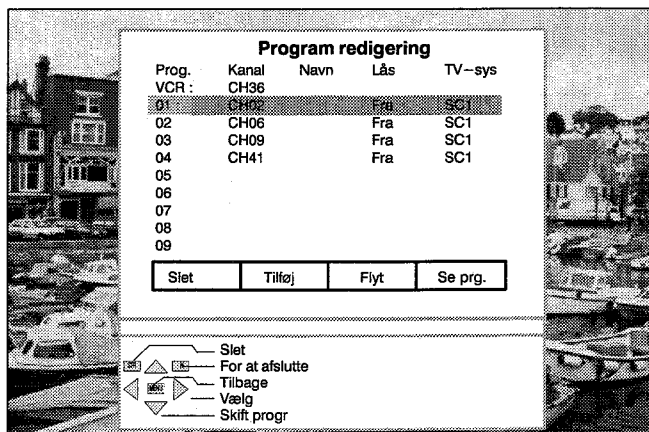 Program redigering
Prog. Kanal Navn Lås TV-sys
VCR : CH36
01 CH02 Fra SC1
02 CH06 Fra SC1
03 CH09 Fra SC1
04 CH41 Fra SC1
05
06
07
08
09
Slet Tilføj Flyt Se prg.
Slet
For at afslutte
Tilbage
MENU
Vælg
Skift progr